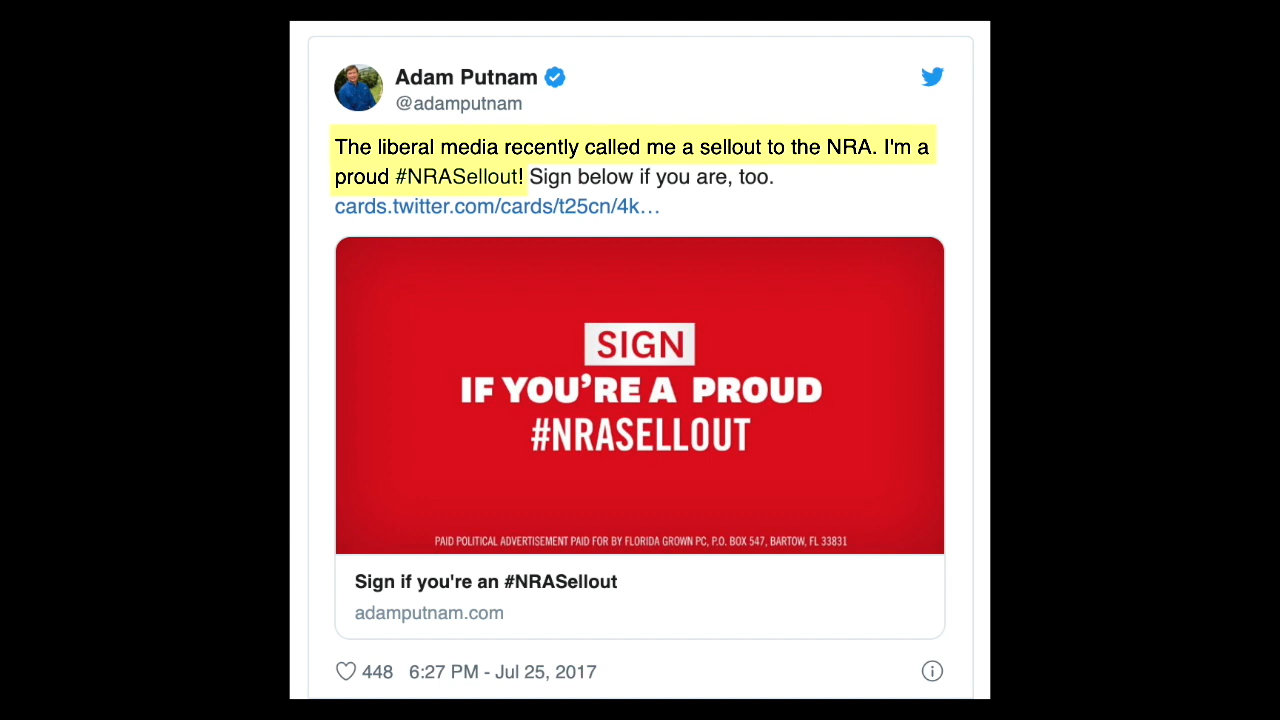 Adam Putnam
@adamputnam
The liberal media recently called me a sellout to the NRA. I'm a
proud #NRASellout! Sign below if you are, too.
cards.twitter.com/cards/t25cn/4k…
SIGN
IF YOU'RE A PROUD
#NRASELLOUT
PAID POLITICAL ADVERTISEMENT PAID FOR BY FLORIDA GROWN PC, P.O. BOX 547, BARTOW, FL 33831
Sign if you're an #NRASellout
adamputnam.com
448 6:27 PM - Jul 25, 2017